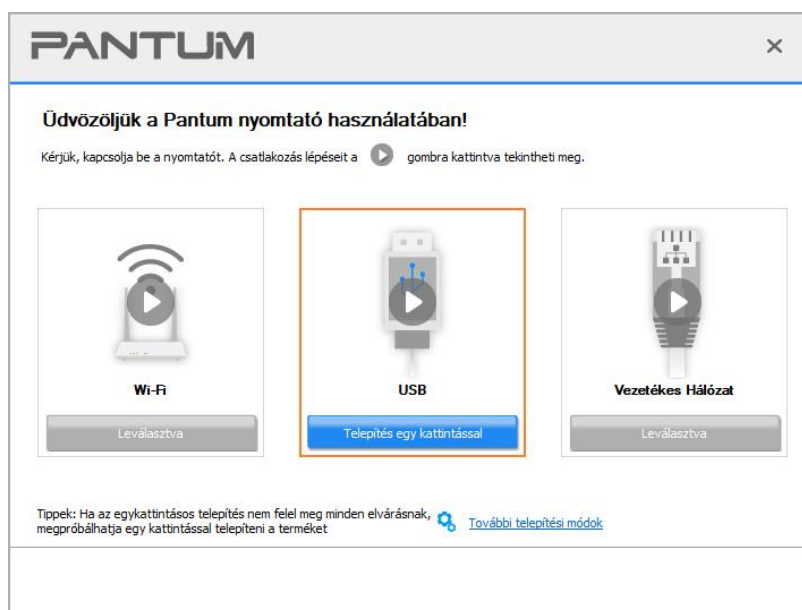 PANTUM
Üdvözöljük a Pantum nyomtató használatában!
Kérjük, kapcsolja be a nyomtatót. A csatlakozás lépéseit a gombra kattintva tekintheti meg.
Wi-Fi
Leválasztva
USB
Telepítés egy kattintással
Vezetékes Hálózat
Leválasztva
Tippek: Ha az egykattintásos telepítés nem felel meg minden elvárásnak,
megpróbálhatja egy kattintással telepíteni a terméket
További telepítési módok